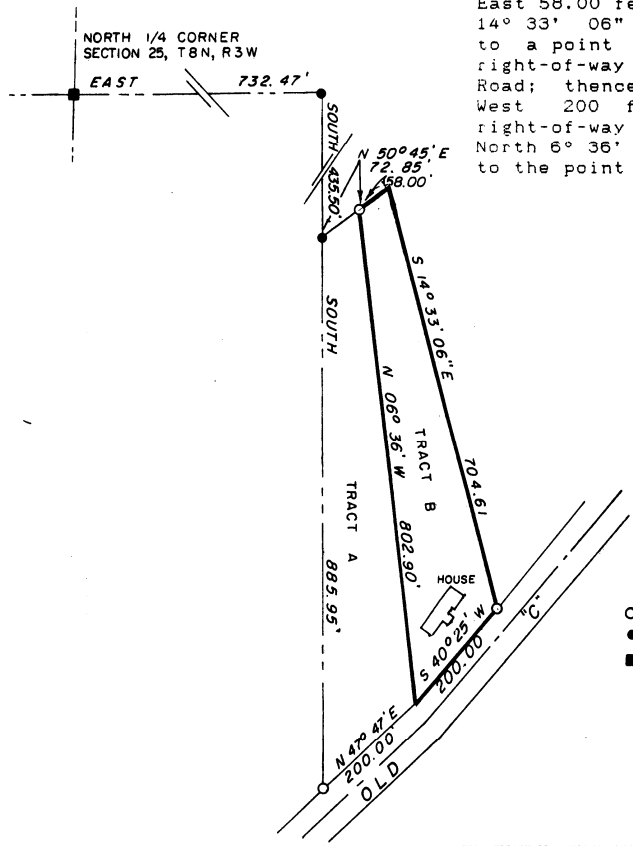 East 58.00 fe
14° 33' 06"
to a point
right-of-way
Road; thence
West 200 f
right-of-way
North 6° 36'
to the point
NORTH 1/4 CORNER
SECTION 25, T8N, R3W
EAST 732.47'
SOUTH 435.50'
N 50°45'E
72.85'
58.00'
SOUTH
885.95'
TRACT A
N 06° 36' W
802.90'
TRACT B
S 14° 33' 06" E
704.61
HOUSE
S 40° 25' W
200.00
"C"
N 47° 47' E
200.00'
OLD